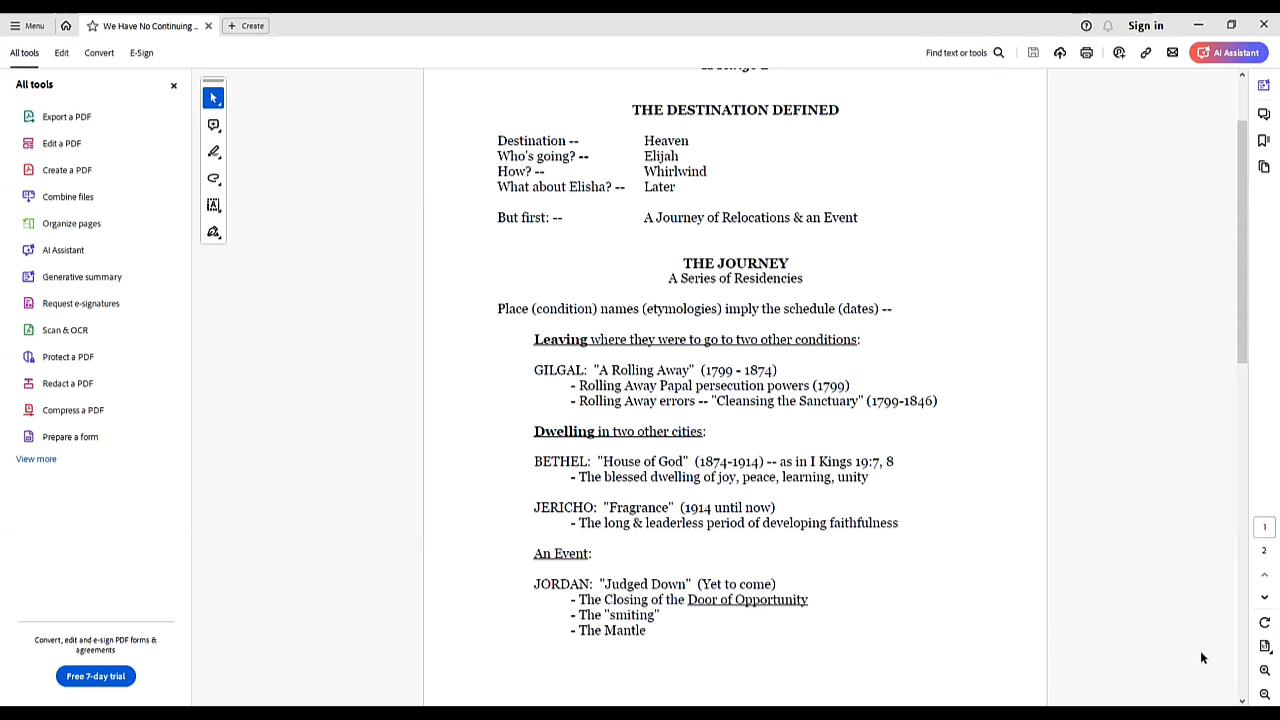 Menu
We Have No Continuing ...
Create
Sign in
All tools
Edit
Convert
E-Sign
Find text or tools
AI Assistant
All tools
Export a PDF
Edit a PDF
Create a PDF
Combine files
Organize pages
AI Assistant
Generative summary
Request e-signatures
Scan & OCR
Protect a PDF
Redact a PDF
Compress a PDF
Prepare a form
View more
Convert, edit and e-sign PDF forms &
agreements
Free 7-day trial
THE DESTINATION DEFINED
Destination -- Heaven
Who's going? -- Elijah
How? -- Whirlwind
What about Elisha? -- Later
But first: -- A Journey of Relocations & an Event
THE JOURNEY
A Series of Residencies
Place (condition) names (etymologies) imply the schedule (dates) --
Leaving where they were to go to two other conditions:
GILGAL: "A Rolling Away" (1799 - 1874)
- Rolling Away Papal persecution powers (1799)
- Rolling Away errors -- "Cleansing the Sanctuary" (1799-1846)
Dwelling in two other cities:
BETHEL: "House of God" (1874-1914) -- as in I Kings 19:7, 8
- The blessed dwelling of joy, peace, learning, unity
JERICHO: "Fragrance" (1914 until now)
- The long & leaderless period of developing faithfulness
An Event:
JORDAN: "Judged Down" (Yet to come)
- The Closing of the Door of Opportunity
- The "smiting"
- The Mantle
1
2